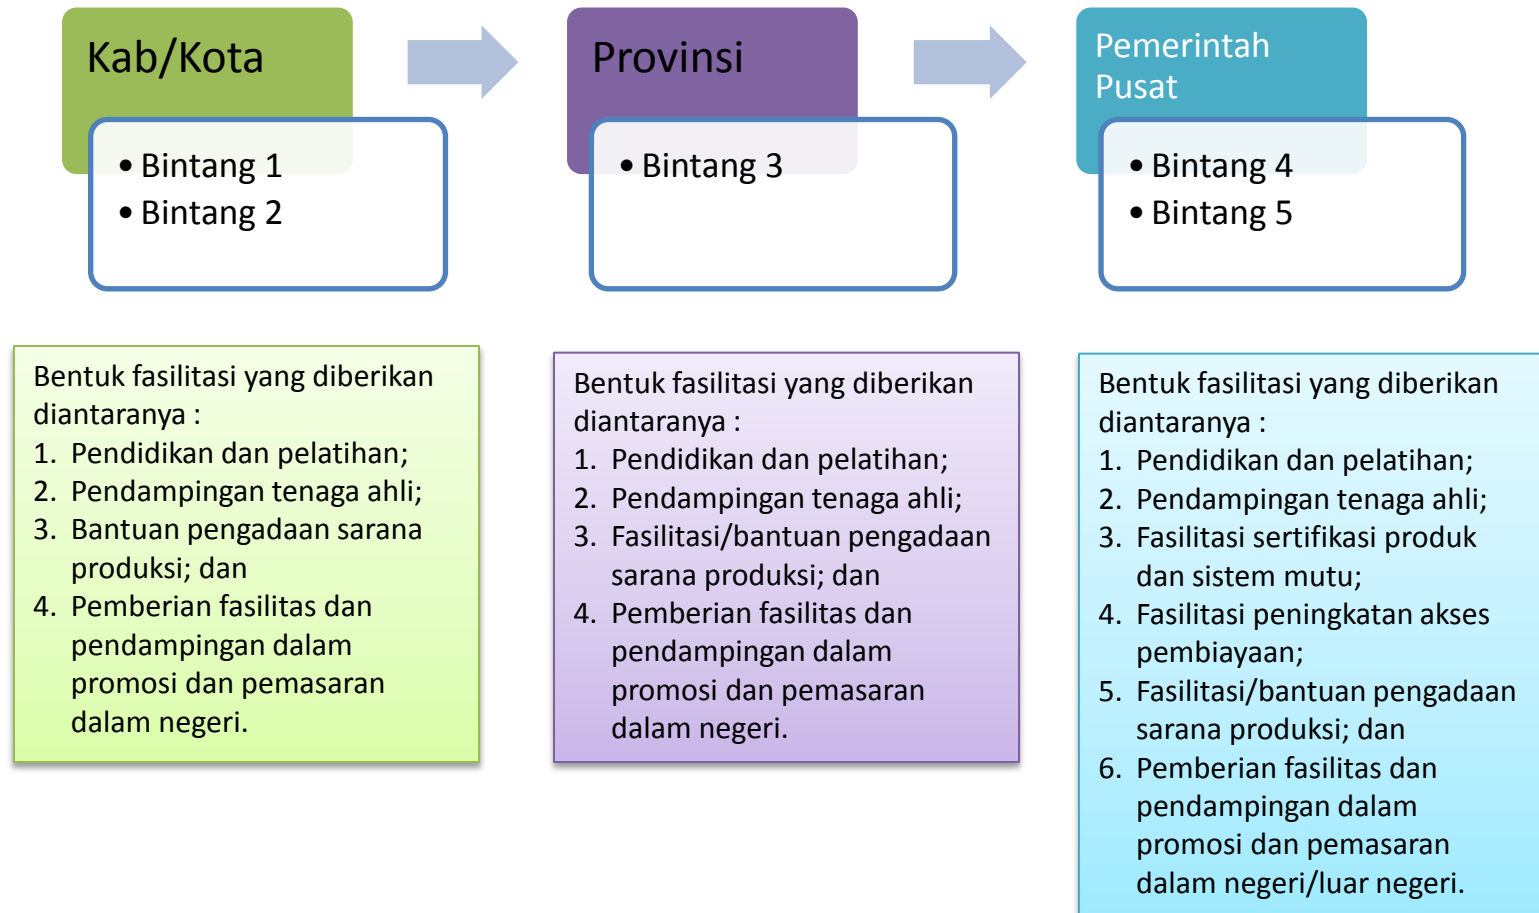 Kab/Kota
• Bintang 1
• Bintang 2
Provinsi
• Bintang 3
Pemerintah
Pusat
• Bintang 4
• Bintang 5
Bentuk fasilitasi yang diberikan
diantaranya :
1. Pendidikan dan pelatihan;
2. Pendampingan tenaga ahli;
3. Bantuan pengadaan sarana
produksi; dan
4. Pemberian fasilitas dan
pendampingan dalam
promosi dan pemasaran
dalam negeri.
Bentuk fasilitasi yang diberikan
diantaranya :
1. Pendidikan dan pelatihan;
2. Pendampingan tenaga ahli;
3. Fasilitasi/bantuan pengadaan
sarana produksi; dan
4. Pemberian fasilitas dan
pendampingan dalam
promosi dan pemasaran
dalam negeri.
Bentuk fasilitasi yang diberikan
diantaranya :
1. Pendidikan dan pelatihan;
2. Pendampingan tenaga ahli;
3. Fasilitasi sertifikasi produk
dan sistem mutu;
4. Fasilitasi peningkatan akses
pembiayaan;
5. Fasilitasi/bantuan pengadaan
sarana produksi; dan
6. Pemberian fasilitas dan
pendampingan dalam
promosi dan pemasaran
dalam negeri/luar negeri.